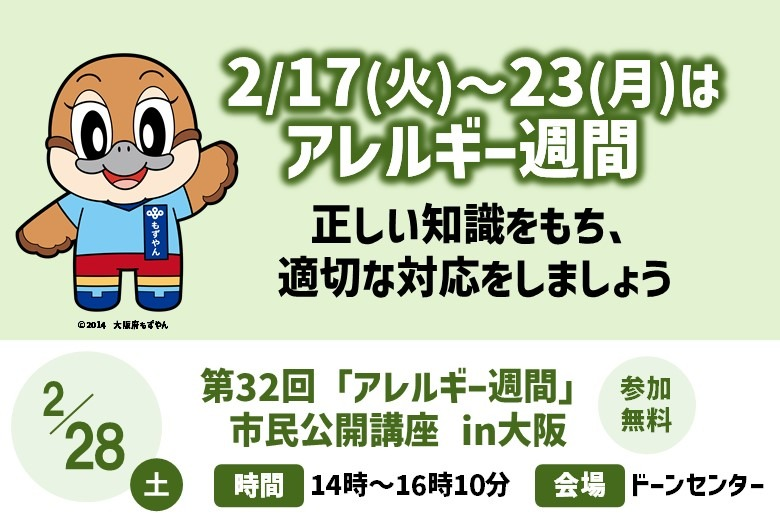 2/17(火)～23(月)は
アレルギー週間
正しい知識をもち、
適切な対応をしましょう
もずやん
©2014 大阪府もずやん
2/28
土
第32回「アレルギー週間」
市民公開講座 in大阪
参加
無料
時間 14時～16時10分 会場 ドーンセンター